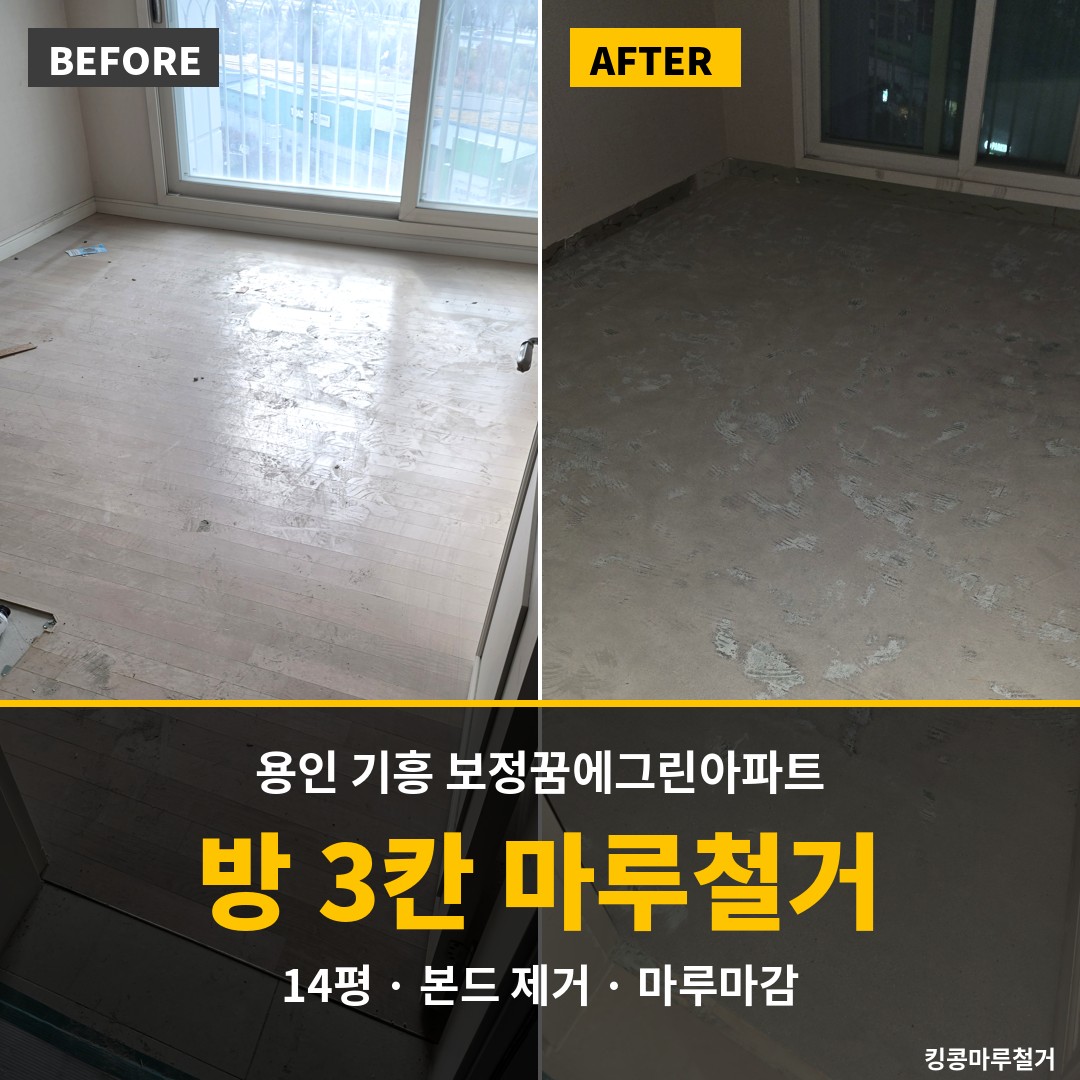 BEFORE
AFTER
용인 기흥 보정꿈에그린아파트
방 3칸 마루철거
14평 · 본드 제거 · 마루마감
킹콩마루철거